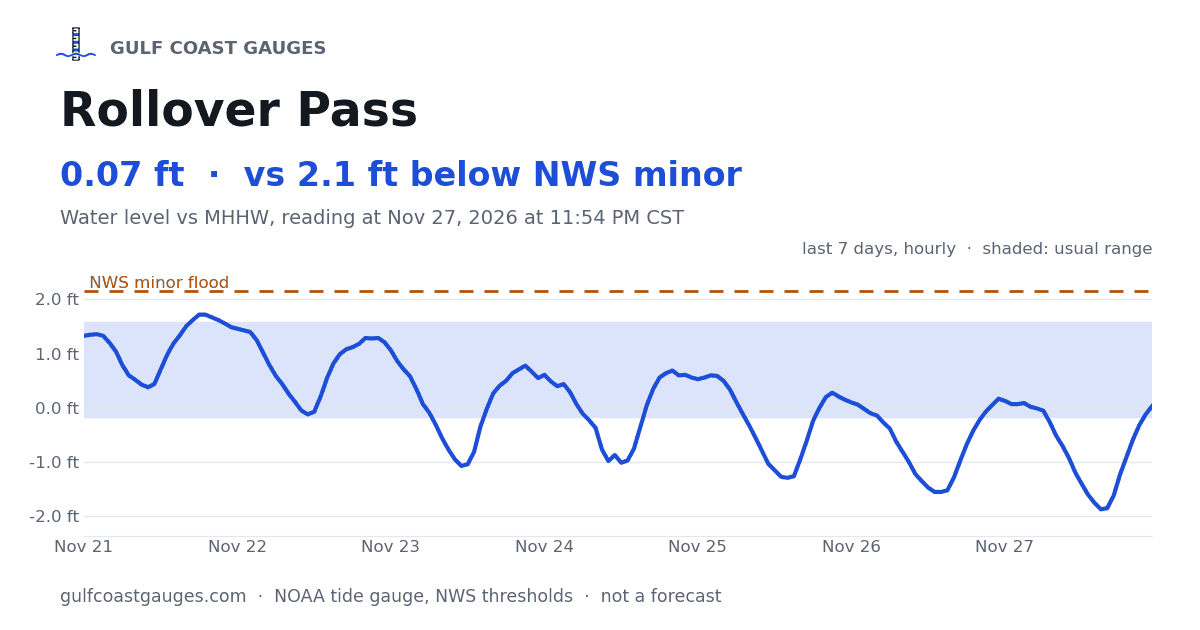 GULF COAST GAUGES
Rollover Pass
0.07 ft · vs 2.1 ft below NWS minor
Water level vs MHHW, reading at Nov 27, 2026 at 11:54 PM CST
last 7 days, hourly · shaded: usual range
NWS minor flood
2.0 ft
1.0 ft
0.0 ft
-1.0 ft
-2.0 ft
Nov 21 Nov 22 Nov 23 Nov 24 Nov 25 Nov 26 Nov 27
gulfcoastgauges.com · NOAA tide gauge, NWS thresholds · not a forecast